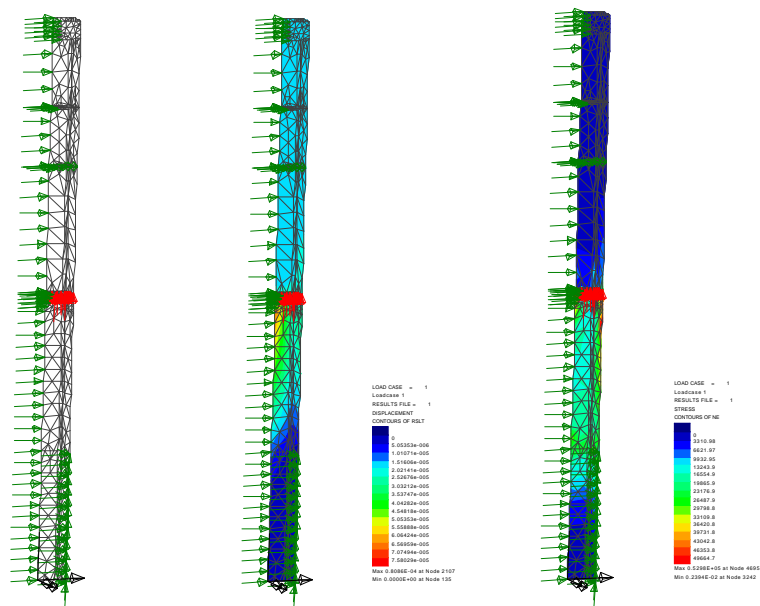 LOAD CASE = 1
Loadcase 1
RESULTS FILE = 1
DISPLACEMENT
CONTOURS OF RSLT
0
5.05353e-006
1.01071e-005
1.51606e-005
2.02141e-005
2.52676e-005
3.03212e-005
3.53747e-005
4.04282e-005
4.54818e-005
5.05353e-005
5.55888e-005
6.06424e-005
6.56959e-005
7.07494e-005
7.58029e-005
Max 0.8086E-04 at Node 2107
Min 0.0000E+00 at Node 135
LOAD CASE = 1
Loadcase 1
RESULTS FILE = 1
STRESS
CONTOURS OF NE
0
3310.98
6621.97
9932.95
13243.9
16554.9
19865.9
23176.9
26487.9
29798.8
33109.8
36420.8
39731.8
43042.8
46353.8
49664.7
Max 0.5298E+05 at Node 4695
Min 0.2394E-02 at Node 3242